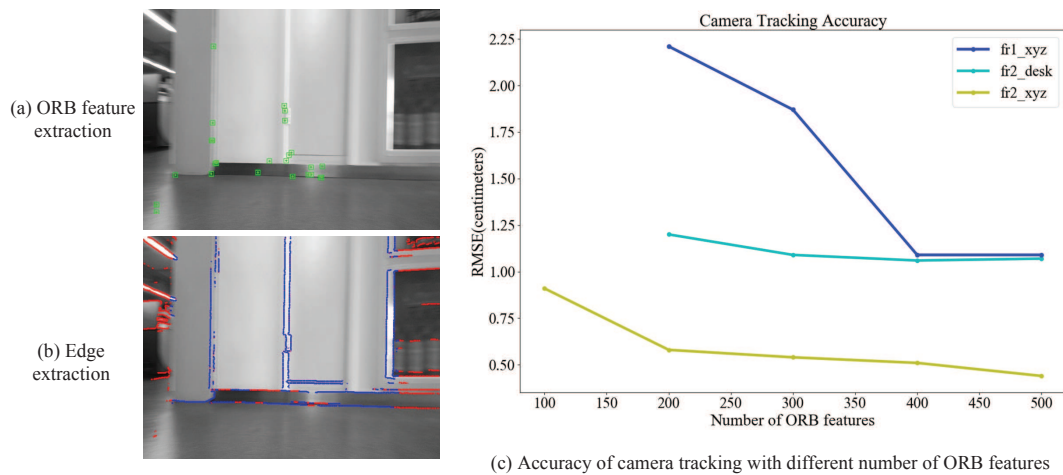 (a) ORB feature
extraction
(b) Edge
extraction
Camera Tracking Accuracy
fr1_xyz
fr2_desk
fr2_xyz
RMSE(centimeters)
2.25
2.00
1.75
1.50
1.25
1.00
0.75
0.50
100 150 200 250 300 350 400 450 500
Number of ORB features
(c) Accuracy of camera tracking with different number of ORB features